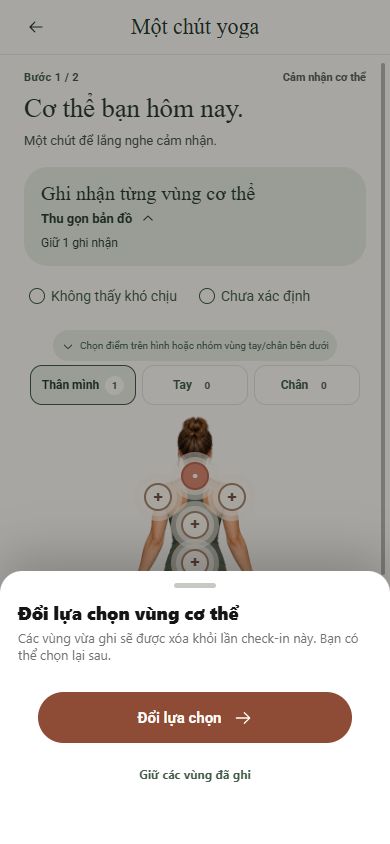 Một chút yoga
Bước 1 / 2
Cảm nhận cơ thể
Cơ thể bạn hôm nay.
Một chút để lắng nghe cảm nhận.
Ghi nhận từng vùng cơ thể
Thu gọn bản đồ
Giữ 1 ghi nhận
Không thấy khó chịu
Chưa xác định
Chọn điểm trên hình hoặc nhóm vùng tay/chân bên dưới
Thân mình 1
Tay 0
Chân 0
Đổi lựa chọn vùng cơ thể
Các vùng vừa ghi sẽ được xóa khỏi lần check-in này. Bạn có
thể chọn lại sau.
Đổi lựa chọn
Giữ các vùng đã ghi